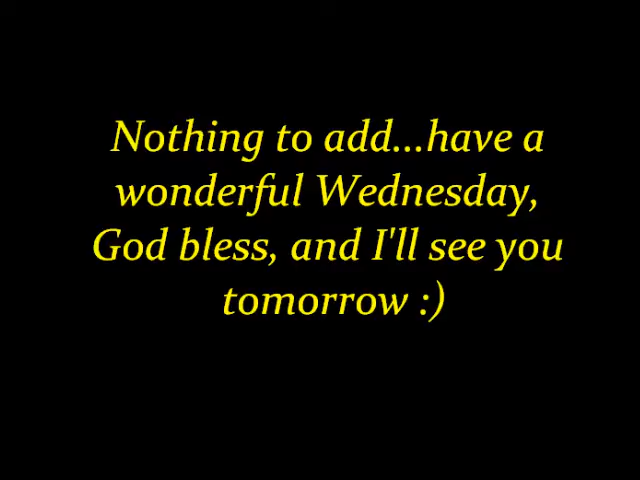 Nothing to add...have a
wonderful Wednesday,
God bless, and I'll see you
tomorrow :)